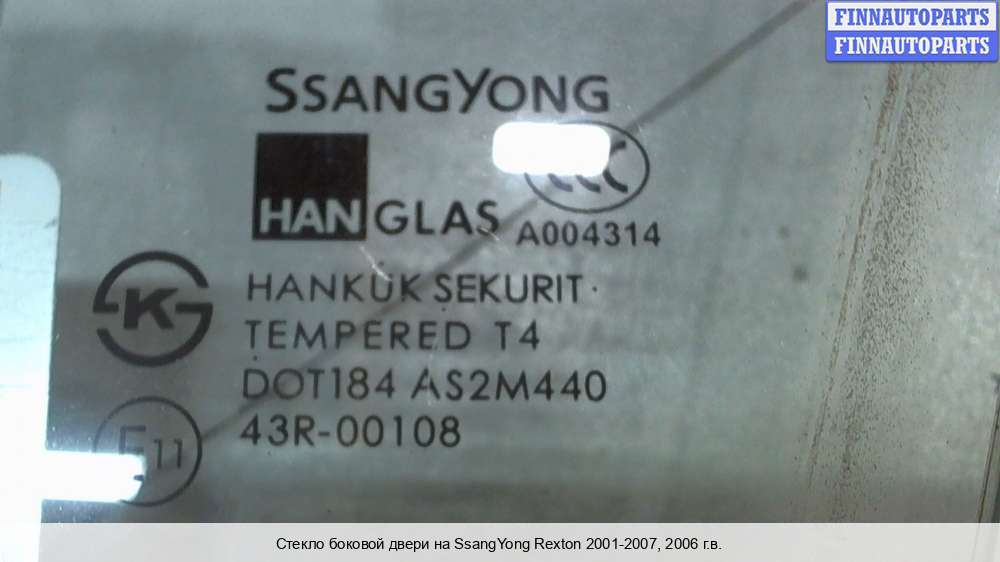 FINNAUTOPARTS
FINNAUTOPARTS
SSANGYONG
HANGLAS
A004314
K
HANKUK SEKURIT
TEMPERED T4
DOT184 AS2M440
43R-00108
E11
Стекло боковой двери на SsangYong Rexton 2001-2007, 2006 г.в.